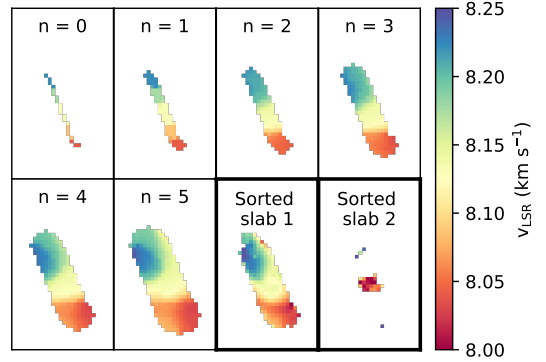 n = 0
n = 1
n = 2
n = 3
n = 4
n = 5
Sorted
slab 1
Sorted
slab 2
8.25
8.20
8.15
8.10
8.05
8.00
v_LSR (km s⁻¹)